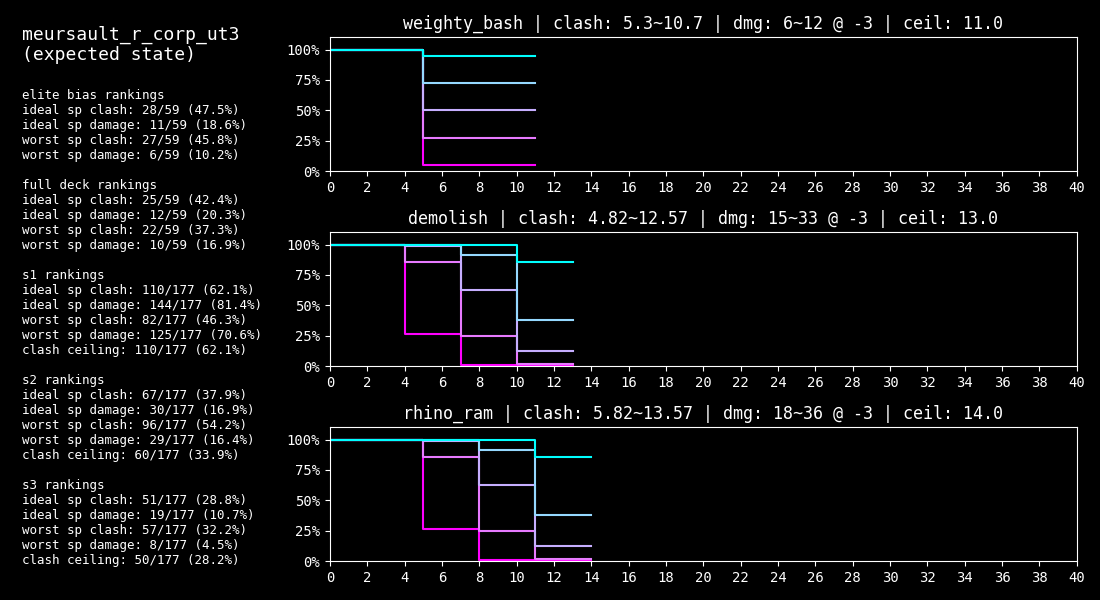 meursault_r_corp_ut3
(expected state)
elite bias rankings
ideal sp clash: 28/59 (47.5%)
ideal sp damage: 11/59 (18.6%)
worst sp clash: 27/59 (45.8%)
worst sp damage: 6/59 (10.2%)
full deck rankings
ideal sp clash: 25/59 (42.4%)
ideal sp damage: 12/59 (20.3%)
worst sp clash: 22/59 (37.3%)
worst sp damage: 10/59 (16.9%)
s1 rankings
ideal sp clash: 110/177 (62.1%)
ideal sp damage: 144/177 (81.4%)
worst sp clash: 82/177 (46.3%)
worst sp damage: 125/177 (70.6%)
clash ceiling: 110/177 (62.1%)
s2 rankings
ideal sp clash: 67/177 (37.9%)
ideal sp damage: 30/177 (16.9%)
worst sp clash: 96/177 (54.2%)
worst sp damage: 29/177 (16.4%)
clash ceiling: 60/177 (33.9%)
s3 rankings
ideal sp clash: 51/177 (28.8%)
ideal sp damage: 19/177 (10.7%)
worst sp clash: 57/177 (32.2%)
worst sp damage: 8/177 (4.5%)
clash ceiling: 50/177 (28.2%)
weighty_bash | clash: 5.3~10.7 | dmg: 6~12 @ -3 | ceil: 11.0
100%
75%
50%
25%
0%
0 2 4 6 8 10 12 14 16 18 20 22 24 26 28 30 32 34 36 38 40
demolish | clash: 4.82~12.57 | dmg: 15~33 @ -3 | ceil: 13.0
100%
75%
50%
25%
0%
0 2 4 6 8 10 12 14 16 18 20 22 24 26 28 30 32 34 36 38 40
rhino_ram | clash: 5.82~13.57 | dmg: 18~36 @ -3 | ceil: 14.0
100%
75%
50%
25%
0%
0 2 4 6 8 10 12 14 16 18 20 22 24 26 28 30 32 34 36 38 40